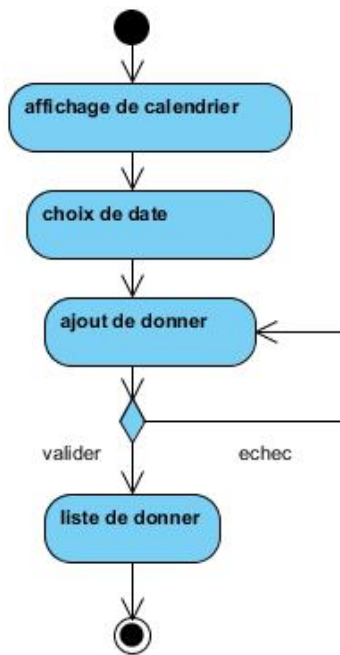 affichage de calendrier
choix de date
ajout de donner
valider
echec
liste de donner